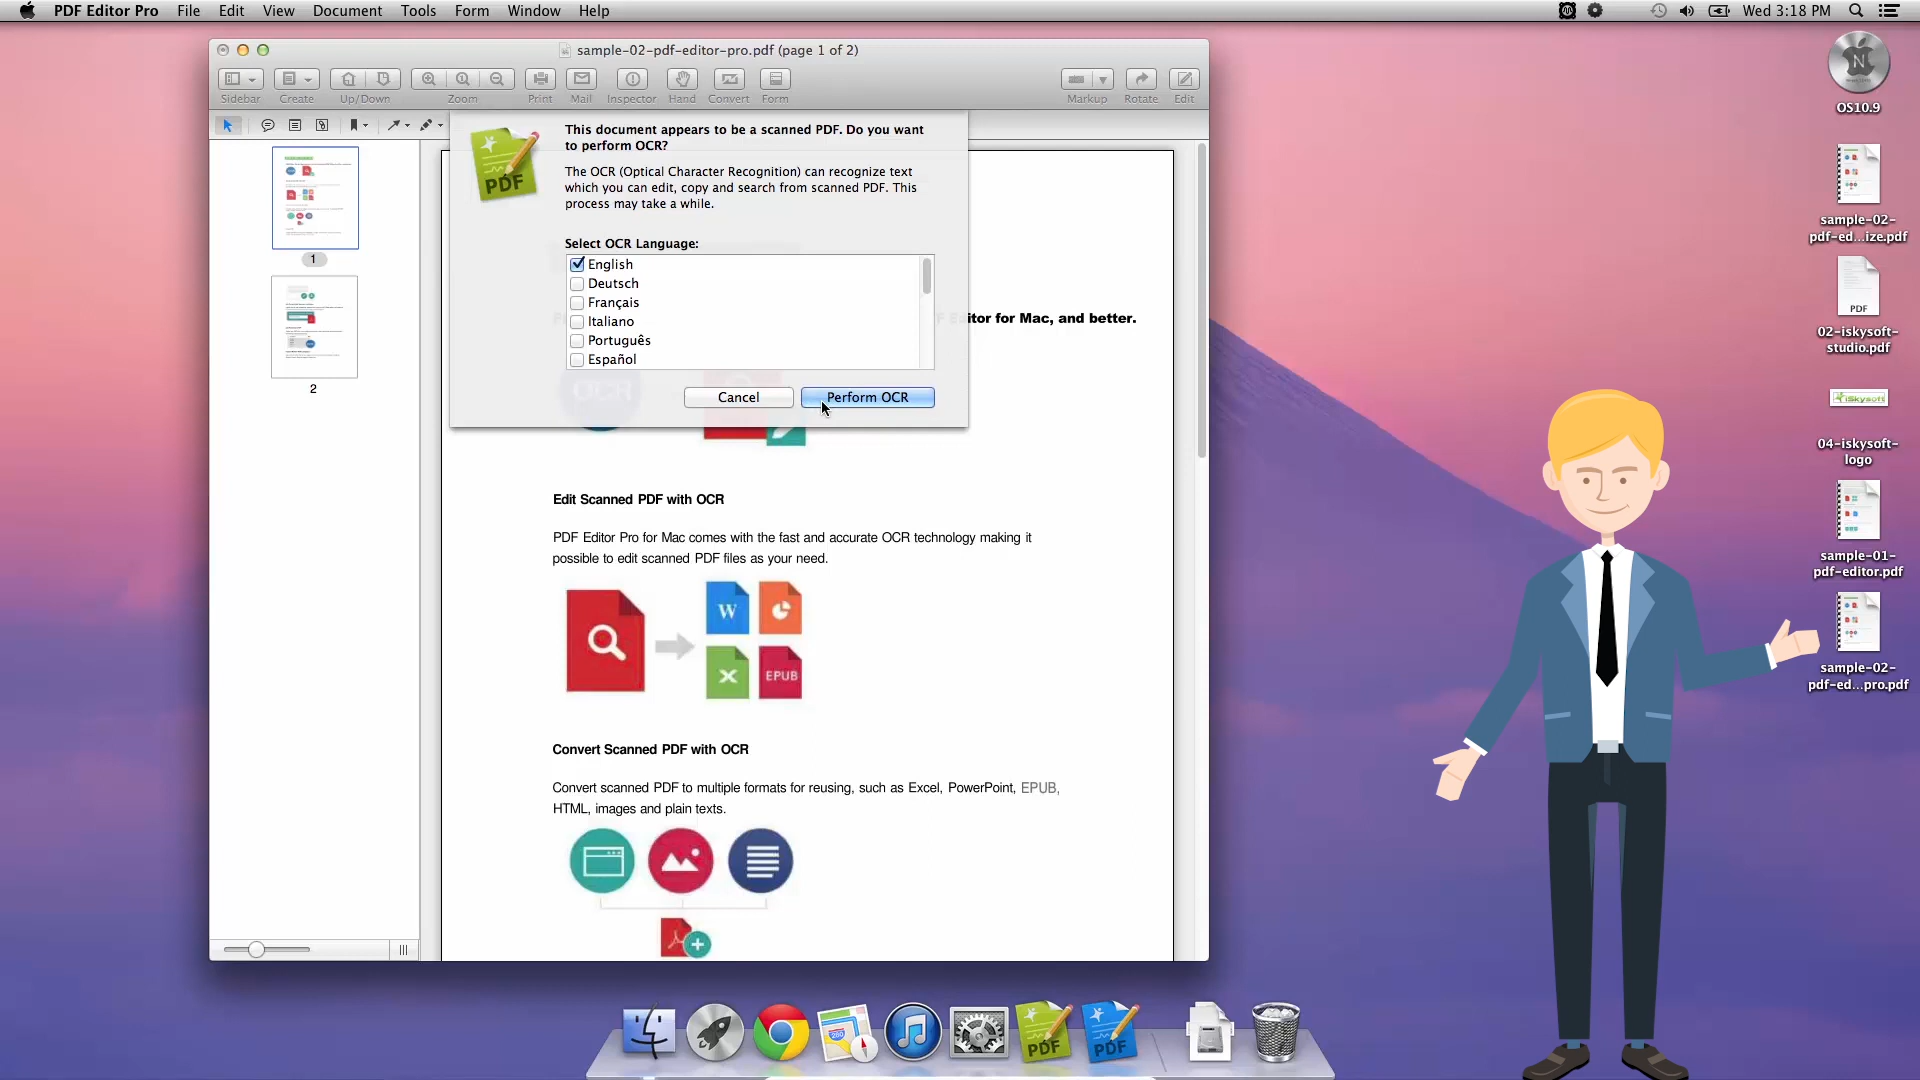 PDF Editor Pro File Edit View Document Tools Form Window Help Wed 3:18 PM
sample-02-pdf-editor-pro.pdf (page 1 of 2)
Sidebar Create Up/Down Zoom Print Mail Inspector Hand Convert Form Markup Rotate Edit
PDF
This document appears to be a scanned PDF. Do you want
to perform OCR?
The OCR (Optical Character Recognition) can recognize text
which you can edit, copy and search from scanned PDF. This
process may take a while.
Select OCR Language:
English
Deutsch
Français
Italiano
Português
Español
Cancel Perform OCR
1
2
F Editor for Mac, and better.
OCR
Edit Scanned PDF with OCR
PDF Editor Pro for Mac comes with the fast and accurate OCR technology making it
possible to edit scanned PDF files as your need.
W
X EPUB
Convert Scanned PDF with OCR
Convert scanned PDF to multiple formats for reusing, such as Excel, PowerPoint, EPUB,
HTML, images and plain texts.
N
OS10.9
sample-02-
pdf-ed...ize.pdf
PDF
02-iskysoft-
studio.pdf
iSkysoft
04-iskysoft-
logo
sample-01-
pdf-editor.pdf
sample-02-
pdf-ed...pro.pdf
280
PDF
PDF